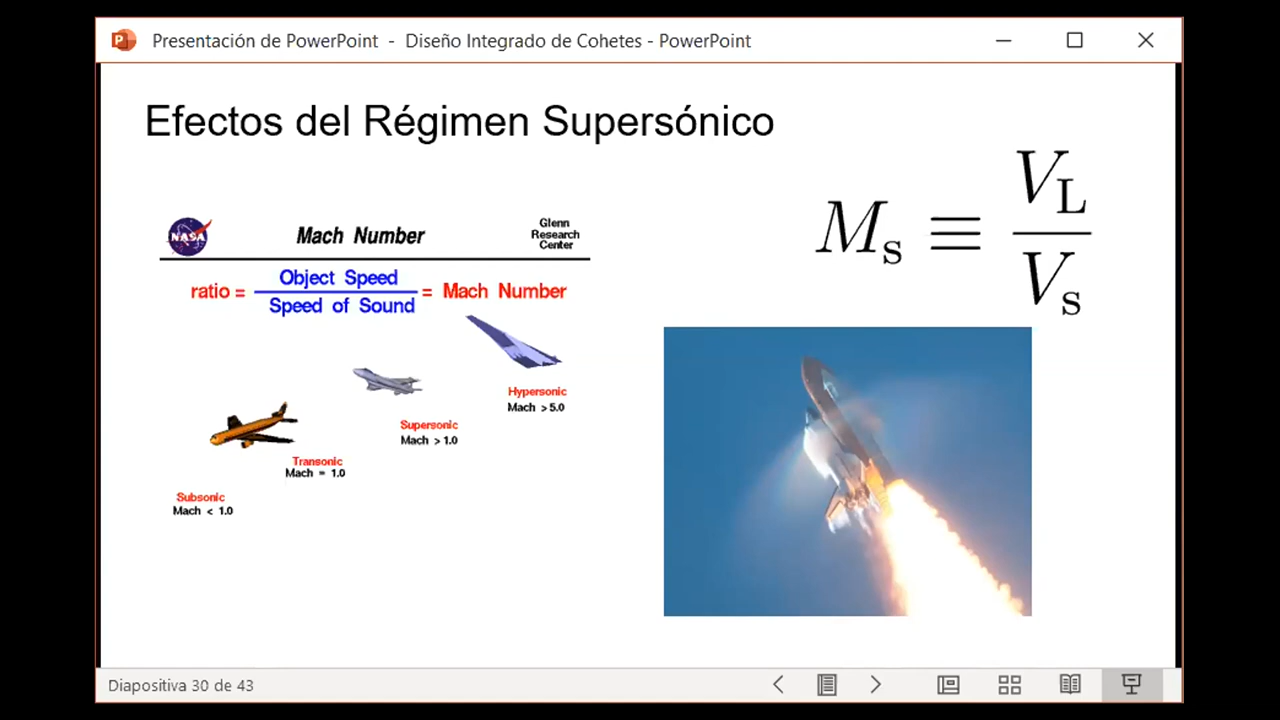 Presentación de PowerPoint - Diseño Integrado de Cohetes - PowerPoint
Efectos del Régimen Supersónico
NASA
Mach Number
Glenn
Research
Center
ratio = Object Speed / Speed of Sound = Mach Number
Hypersonic
Mach > 5.0
Supersonic
Mach > 1.0
Transonic
Mach = 1.0
Subsonic
Mach < 1.0
M_s ≡ V_L / V_s
Diapositiva 30 de 43